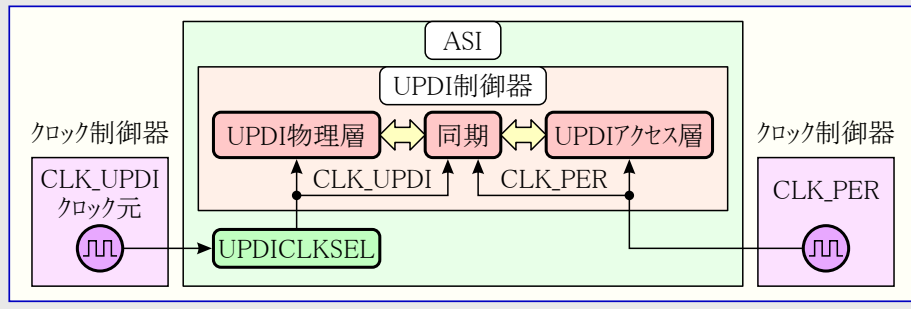 ASI
UPDI制御器
UPDI物理層
同期
UPDIアクセス層
クロック制御器
クロック制御器
CLK_UPDI
クロック元
CLK_UPDI
CLK_PER
CLK_PER
UPDICLKSEL